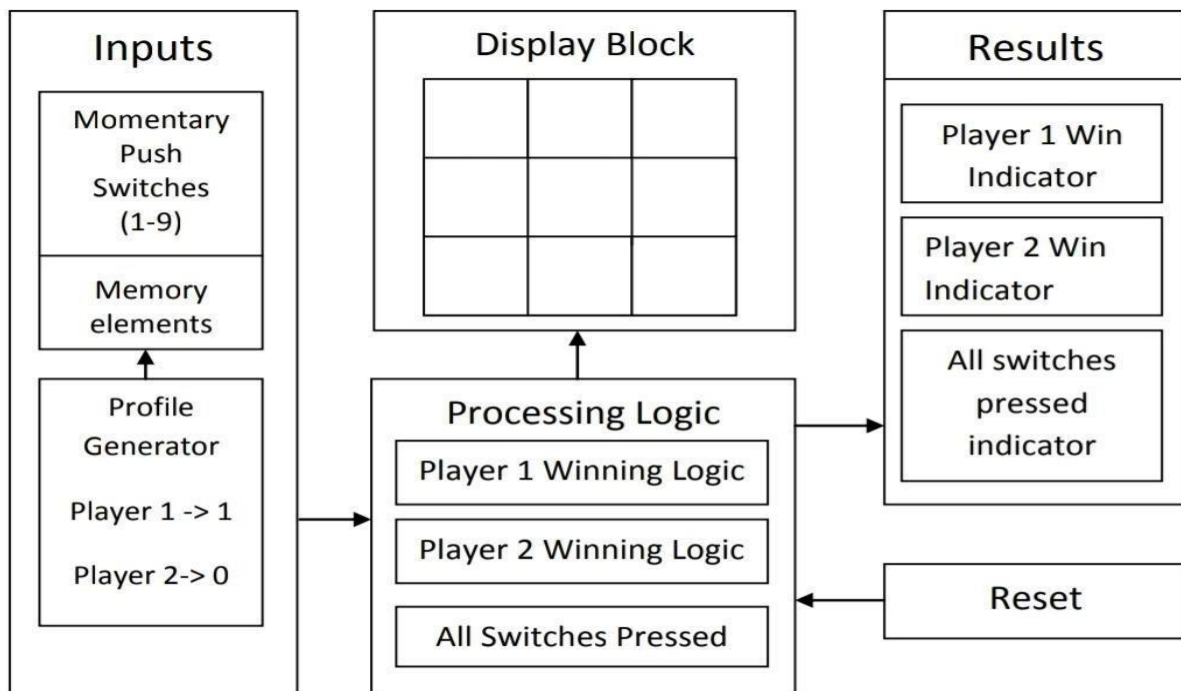 Inputs
Momentary
Push
Switches
(1-9)
Memory
elements
Profile
Generator
Player 1 -> 1
Player 2-> 0
Display Block
Processing Logic
Player 1 Winning Logic
Player 2 Winning Logic
All Switches Pressed
Results
Player 1 Win
Indicator
Player 2 Win
Indicator
All switches
pressed
indicator
Reset